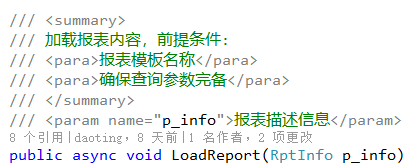 /// <summary>
/// 加载报表内容，前提条件：
/// <para>报表模板名称</para>
/// <para>确保查询参数完备</para>
/// </summary>
/// <param name="p_info">报表描述信息</param>
8 个引用|daoting，8 天前|1 名作者，2 项更改
public async void LoadReport(RptInfo p_info)